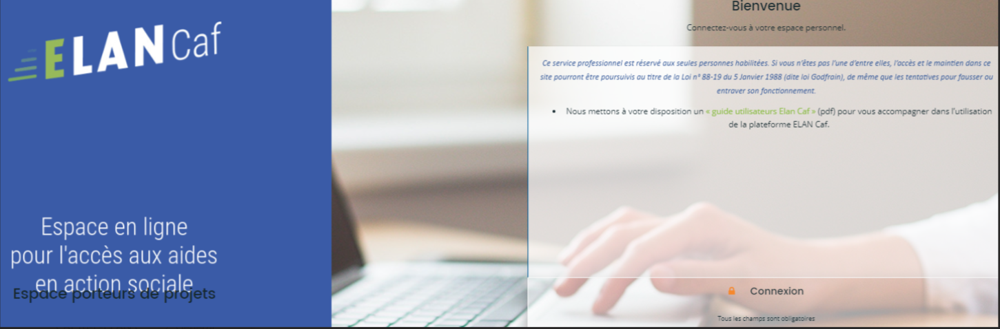 ELAN Caf
Espace en ligne
pour l'accès aux aides
en action sociale
Espace porteurs de projets
Bienvenue
Connectez-vous à votre espace personnel.
Ce service professionnel est réservé aux seules personnes habilitées. Si vous n'êtes pas l'une d'entre elles, l'accès et le maintien dans ce
site pourront être poursuivis au titre de la Loi n° 88-19 du 5 Janvier 1988 (dite loi Godfrain), de même que les tentatives pour fausser ou
entraver son fonctionnement.
• Nous mettons à votre disposition un « guide utilisateurs Elan Caf » (pdf) pour vous accompagner dans l'utilisation
de la plateforme ELAN Caf.
Connexion
Tous les champs sont obligatoires